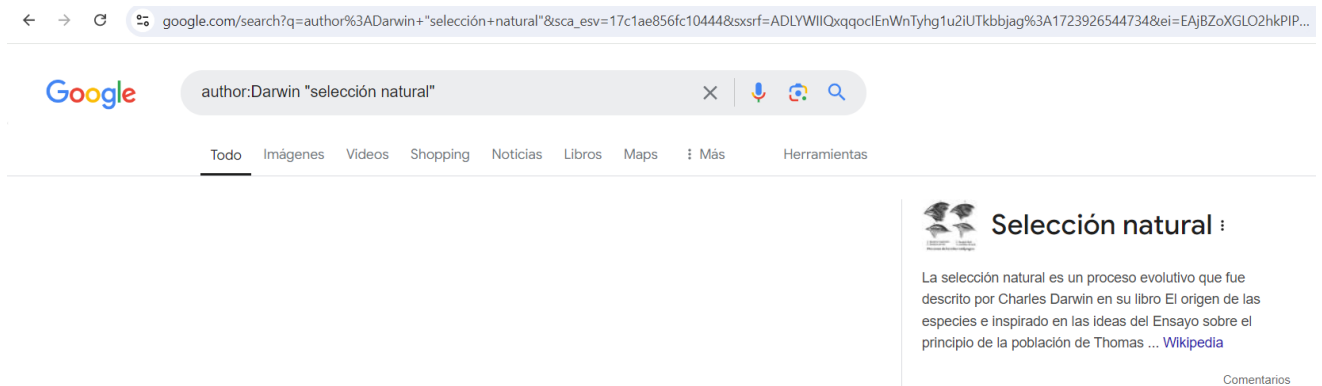 google.com/search?q=author%3ADarwin+"selección+natural"&sca_esv=17c1ae856fc10444&sxsrf=ADLYWIIQxqqocIEnWnTyhg1u2iUTkbbjag%3A1723926544734&ei=EAjBZoXGLO2hkPIP...
Google
author:Darwin "selección natural"
Todo Imágenes Videos Shopping Noticias Libros Maps Más Herramientas
Selección natural
La selección natural es un proceso evolutivo que fue
descrito por Charles Darwin en su libro El origen de las
especies e inspirado en las ideas del Ensayo sobre el
principio de la población de Thomas ... Wikipedia
Comentarios